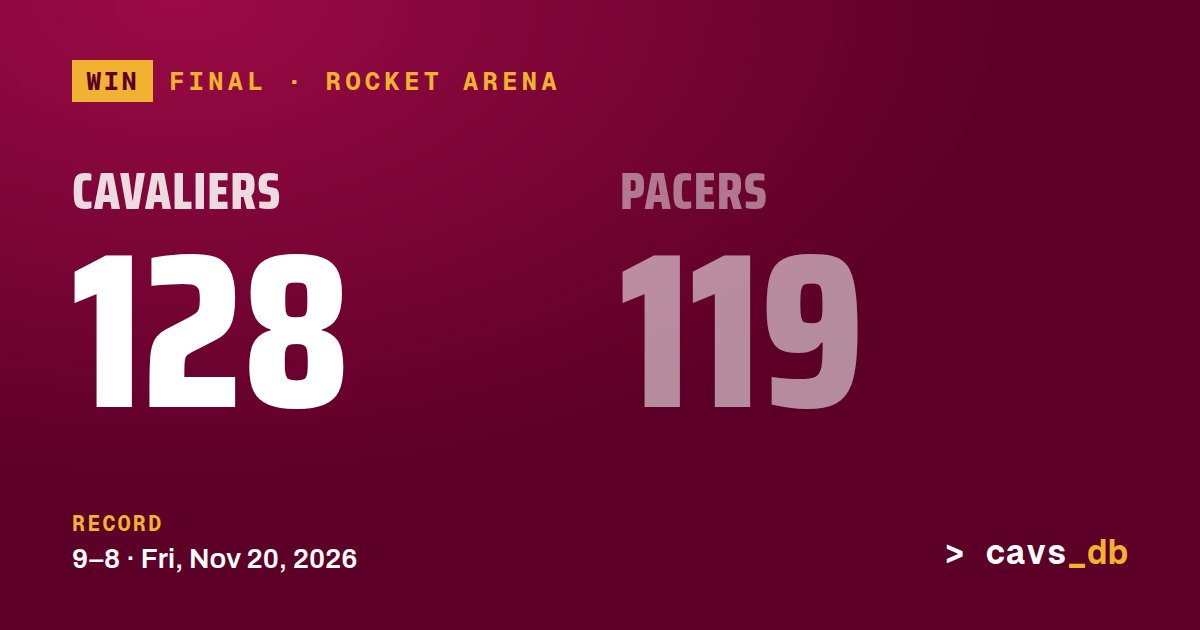 WIN FINAL · ROCKET ARENA
CAVALIERS PACERS
128 119
RECORD
9–8 · Fri, Nov 20, 2026
> cavs_db